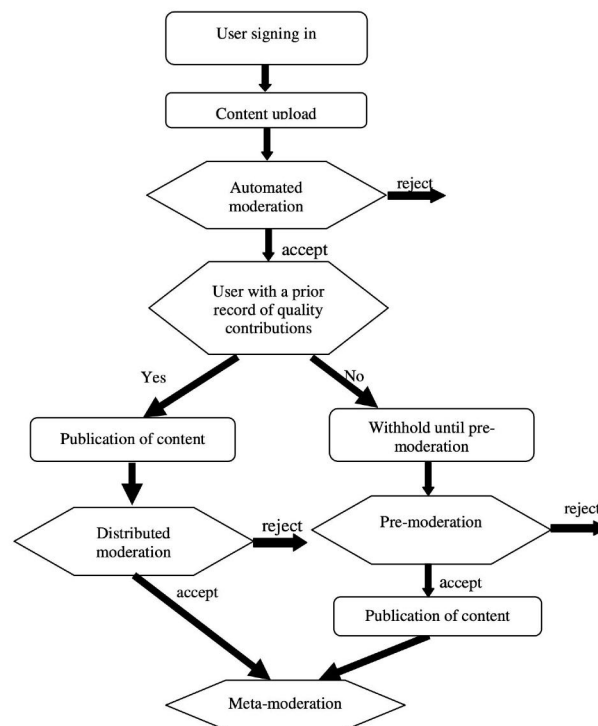 User signing in
Content upload
Automated
moderation
reject
accept
User with a prior
record of quality
contributions
Yes
No
Publication of content
Withhold until pre-
moderation
Distributed
moderation
reject
Pre-moderation
reject
accept
accept
Publication of content
Meta-moderation